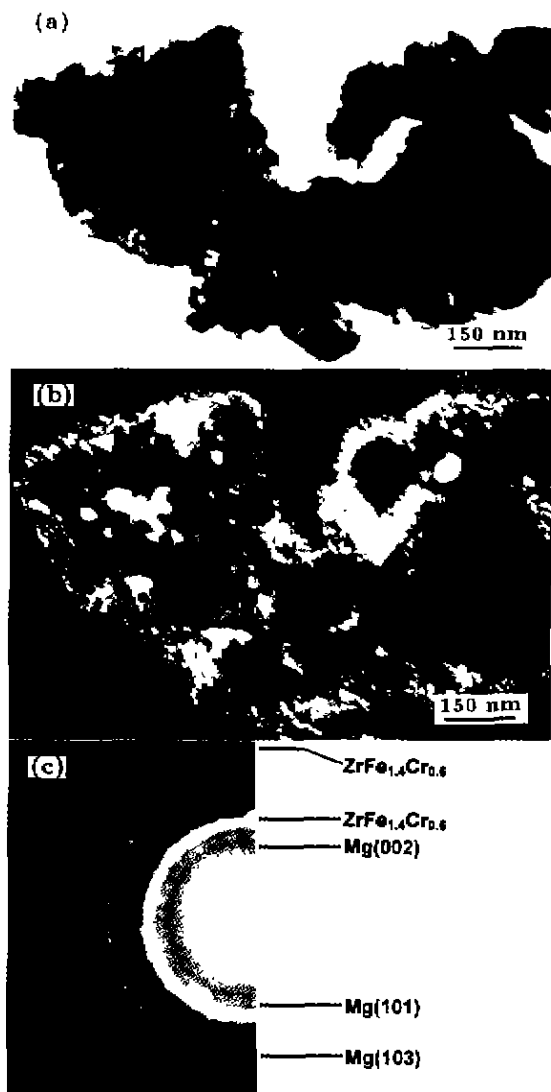 (a)
150 nm
(b)
150 nm
(c)
ZrFe₁.₄Cr₀.₆
ZrFe₁.₄Cr₀.₆
Mg(002)
Mg(101)
Mg(103)